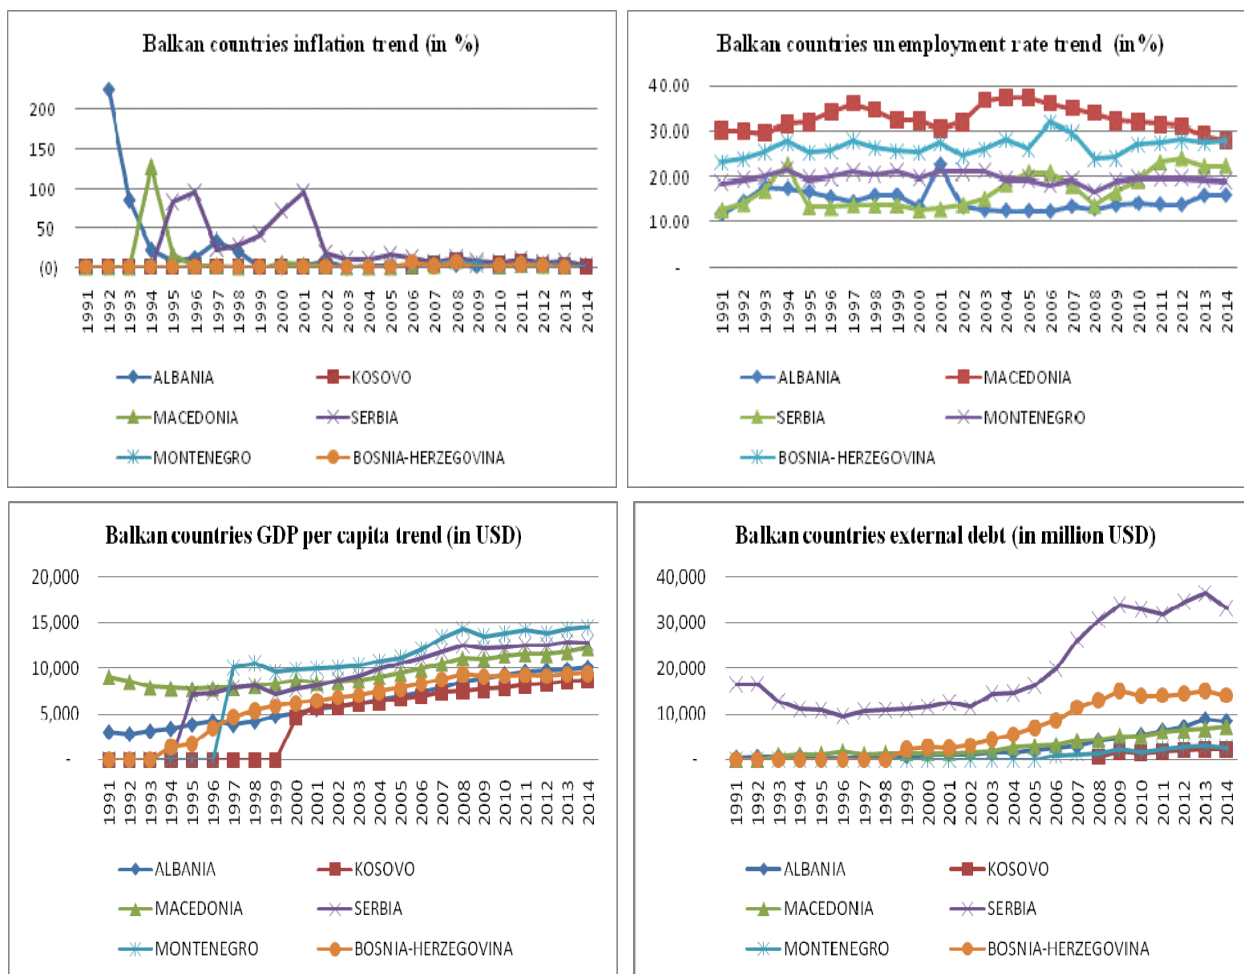 Balkan countries inflation trend (in %)
200
150
100
50
(0)
1991 1992 1993 1994 1995 1996 1997 1998 1999 2000 2001 2002 2003 2004 2005 2006 2007 2008 2009 2010 2011 2012 2013 2014
ALBANIA KOSOVO
MACEDONIA SERBIA
MONTENEGRO BOSNIA-HERZEGOVINA
Balkan countries unemployment rate trend (in%)
40.00
30.00
20.00
10.00
-
1991 1992 1993 1994 1995 1996 1997 1998 1999 2000 2001 2002 2003 2004 2005 2006 2007 2008 2009 2010 2011 2012 2013 2014
ALBANIA MACEDONIA
SERBIA MONTENEGRO
BOSNIA-HERZEGOVINA
Balkan countries GDP per capita trend (in USD)
20,000
15,000
10,000
5,000
-
1991 1992 1993 1994 1995 1996 1997 1998 1999 2000 2001 2002 2003 2004 2005 2006 2007 2008 2009 2010 2011 2012 2013 2014
ALBANIA KOSOVO
MACEDONIA SERBIA
MONTENEGRO BOSNIA-HERZEGOVINA
Balkan countries external debt (in million USD)
40,000
30,000
20,000
10,000
-
1991 1992 1993 1994 1995 1996 1997 1998 1999 2000 2001 2002 2003 2004 2005 2006 2007 2008 2009 2010 2011 2012 2013 2014
ALBANIA KOSOVO
MACEDONIA SERBIA
MONTENEGRO BOSNIA-HERZEGOVINA